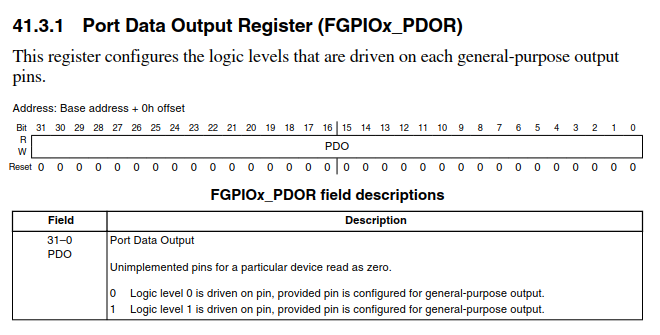 41.3.1 Port Data Output Register (FGPIOx_PDOR)
This register configures the logic levels that are driven on each general-purpose output
pins.
Address: Base address + 0h offset
Bit 31 30 29 28 27 26 25 24 23 22 21 20 19 18 17 16 15 14 13 12 11 10 9 8 7 6 5 4 3 2 1 0
R
PDO
W
Reset 0 0 0 0 0 0 0 0 0 0 0 0 0 0 0 0 0 0 0 0 0 0 0 0 0 0 0 0 0 0 0 0
FGPIOx_PDOR field descriptions
Field Description
31–0 Port Data Output
PDO
Unimplemented pins for a particular device read as zero.
0 Logic level 0 is driven on pin, provided pin is configured for general-purpose output.
1 Logic level 1 is driven on pin, provided pin is configured for general-purpose output.